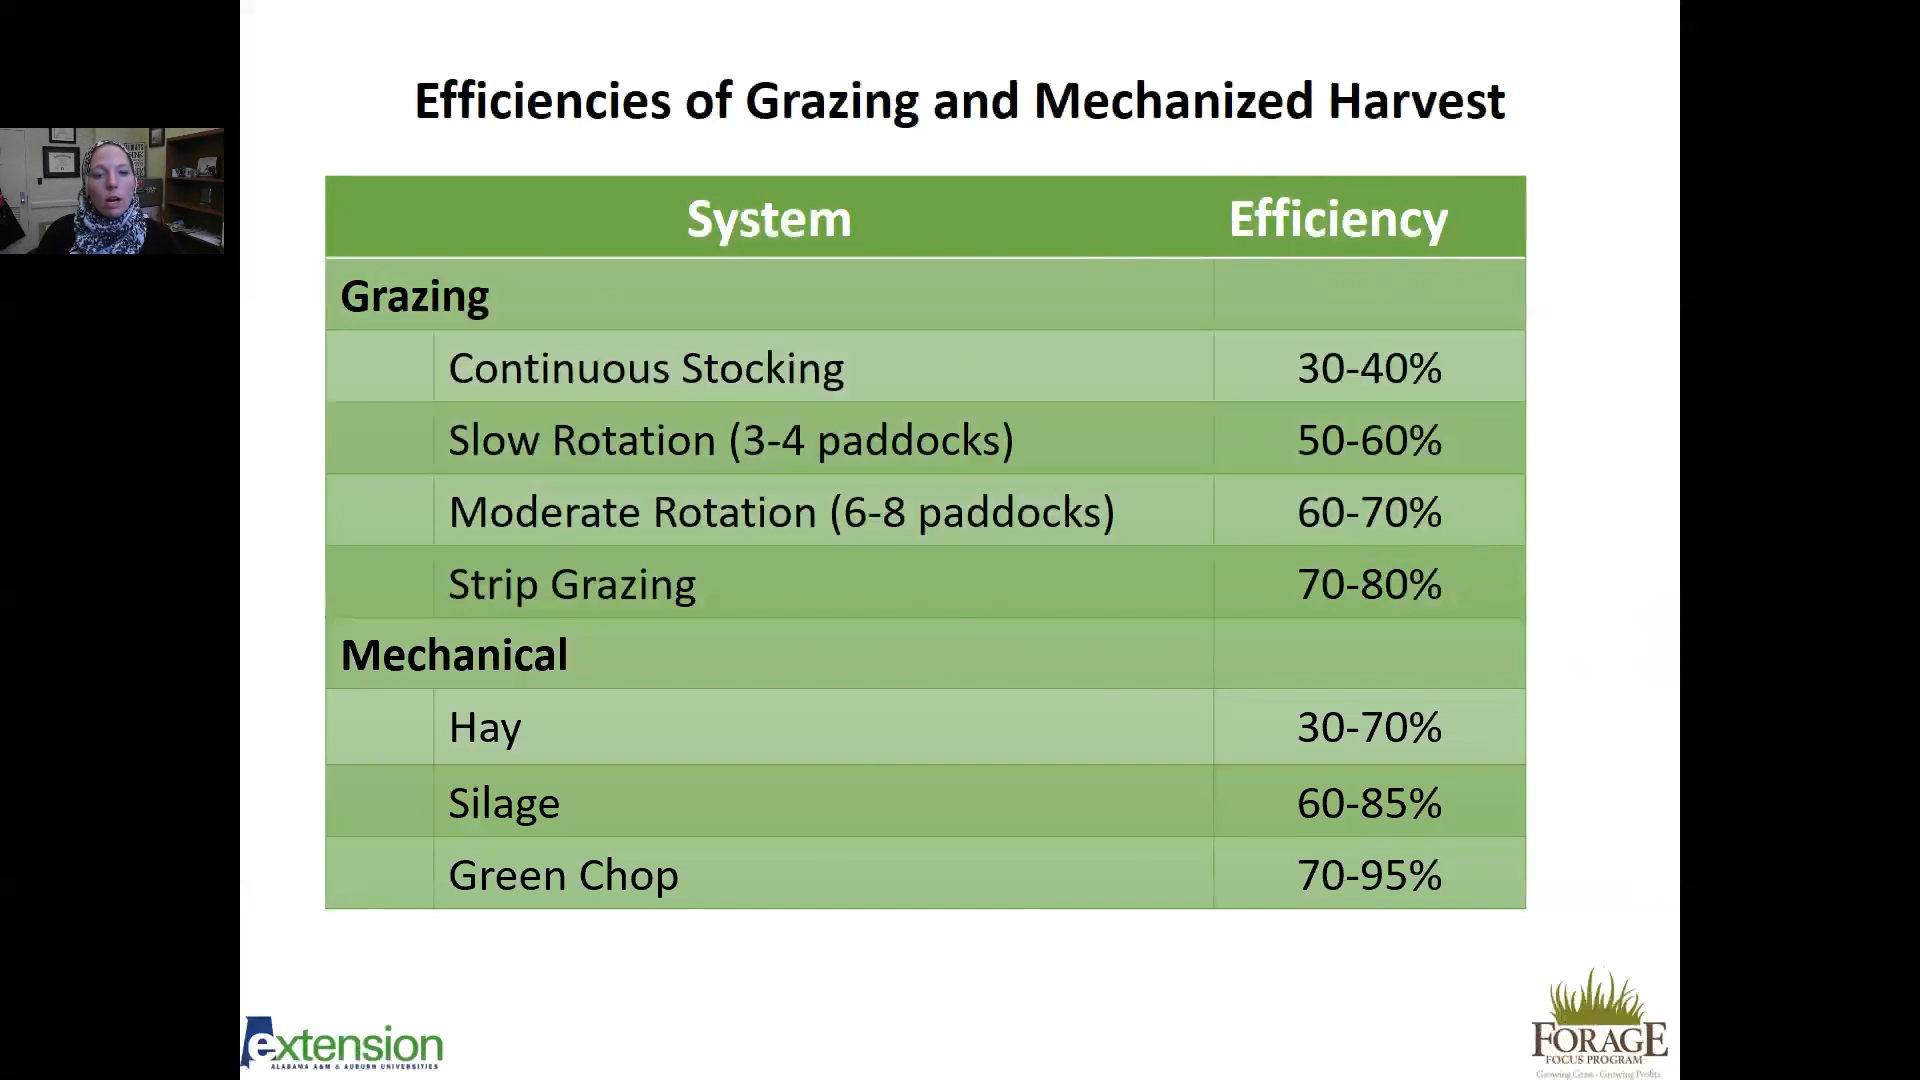 Efficiencies of Grazing and Mechanized Harvest
System Efficiency
Grazing
Continuous Stocking 30-40%
Slow Rotation (3-4 paddocks) 50-60%
Moderate Rotation (6-8 paddocks) 60-70%
Strip Grazing 70-80%
Mechanical
Hay 30-70%
Silage 60-85%
Green Chop 70-95%
extension
ALABAMA A&M & AUBURN UNIVERSITIES
FORAGE
FOCUS PROGRAM
Growing Grass - Growing Profits